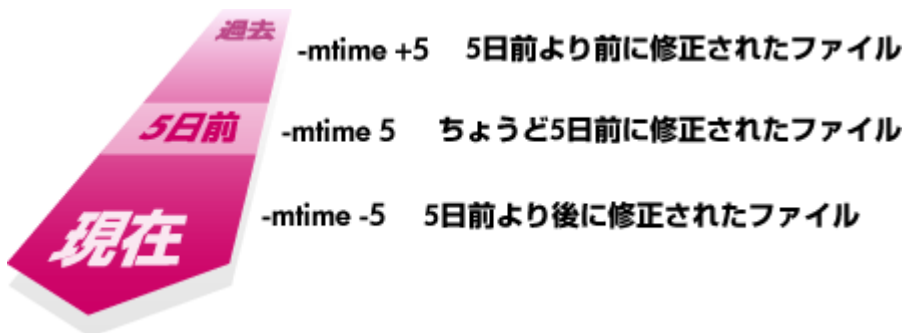 過去
-mtime +5 5日前より前に修正されたファイル
5日前
-mtime 5 ちょうど5日前に修正されたファイル
-mtime -5 5日前より後に修正されたファイル
現在